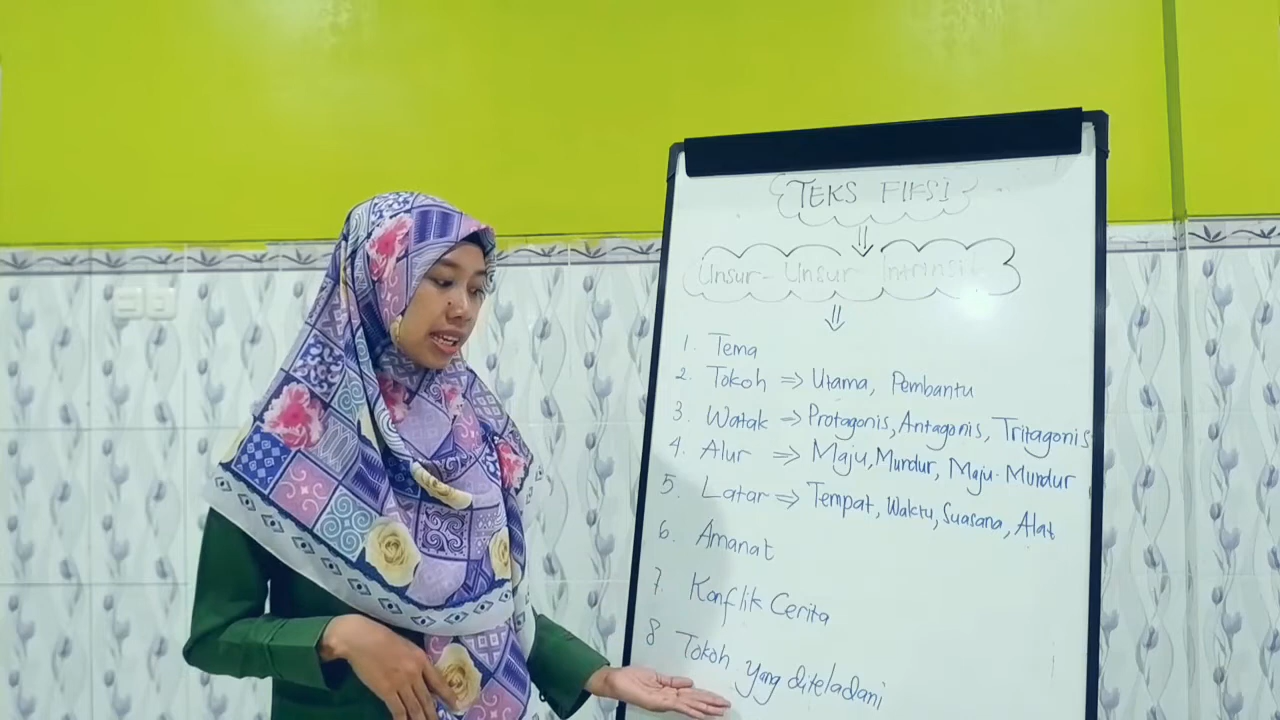 TEKS FIKSI
Unsur-Unsur Intrinsik
1. Tema
2. Tokoh => Utama, Pembantu
3. Watak => Protagonis, Antagonis, Tritagonis
4. Alur => Maju, Mundur, Maju-Mundur
5. Latar => Tempat, Waktu, Suasana, Alat
6. Amanat
7. Konflik Cerita
8 Tokoh yang diteladani